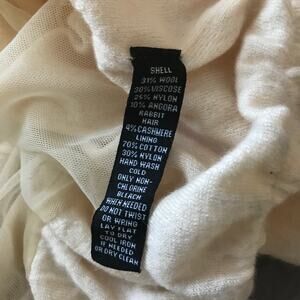 SHELL
31% WOOL
30% VISCOSE
25% NYLON
10% ANGORA
RABBIT
HAIR
4% CASHMERE
LINING
70% COTTON
30% NYLON
HAND WASH
COLD
ONLY NON-
CHLORINE
BLEACH
WHEN NEEDED
DO NOT TWIST
OR WRING
LAY FLAT
TO DRY
COOL IRON
IF NEEDED
OR DRY CLEAN